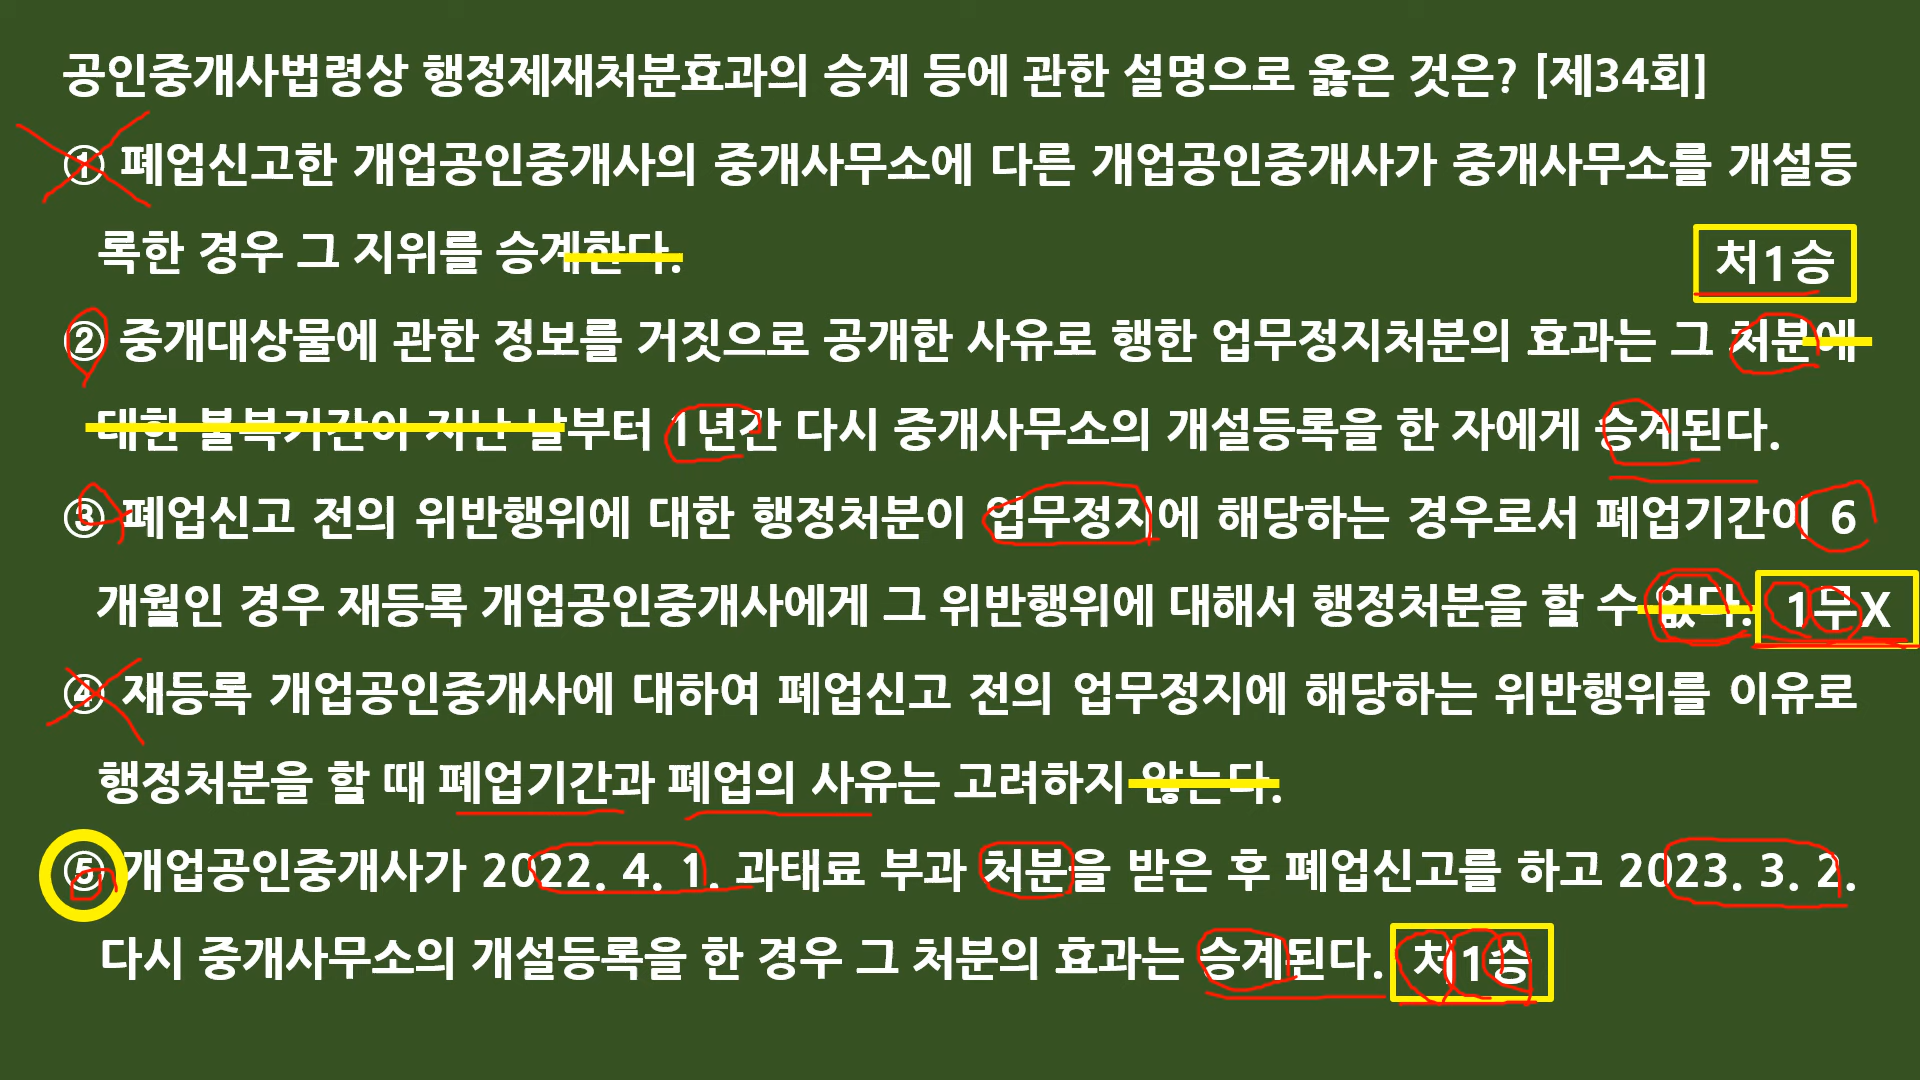 공인중개사법령상 행정제재처분효과의 승계 등에 관한 설명으로 옳은 것은? [제34회]
① 폐업신고한 개업공인중개사의 중개사무소에 다른 개업공인중개사가 중개사무소를 개설등
록한 경우 그 지위를 승계한다.
처1승
② 중개대상물에 관한 정보를 거짓으로 공개한 사유로 행한 업무정지처분의 효과는 그 처분에
대한 불복기간이 지난 날부터 1년간 다시 중개사무소의 개설등록을 한 자에게 승계된다.
③ 폐업신고 전의 위반행위에 대한 행정처분이 업무정지에 해당하는 경우로서 폐업기간이 6
개월인 경우 재등록 개업공인중개사에게 그 위반행위에 대해서 행정처분을 할 수 없다. 1무X
④ 재등록 개업공인중개사에 대하여 폐업신고 전의 업무정지에 해당하는 위반행위를 이유로
행정처분을 할 때 폐업기간과 폐업의 사유는 고려하지 않는다.
⑤ 개업공인중개사가 2022. 4. 1. 과태료 부과 처분을 받은 후 폐업신고를 하고 2023. 3. 2.
다시 중개사무소의 개설등록을 한 경우 그 처분의 효과는 승계된다. 처1승